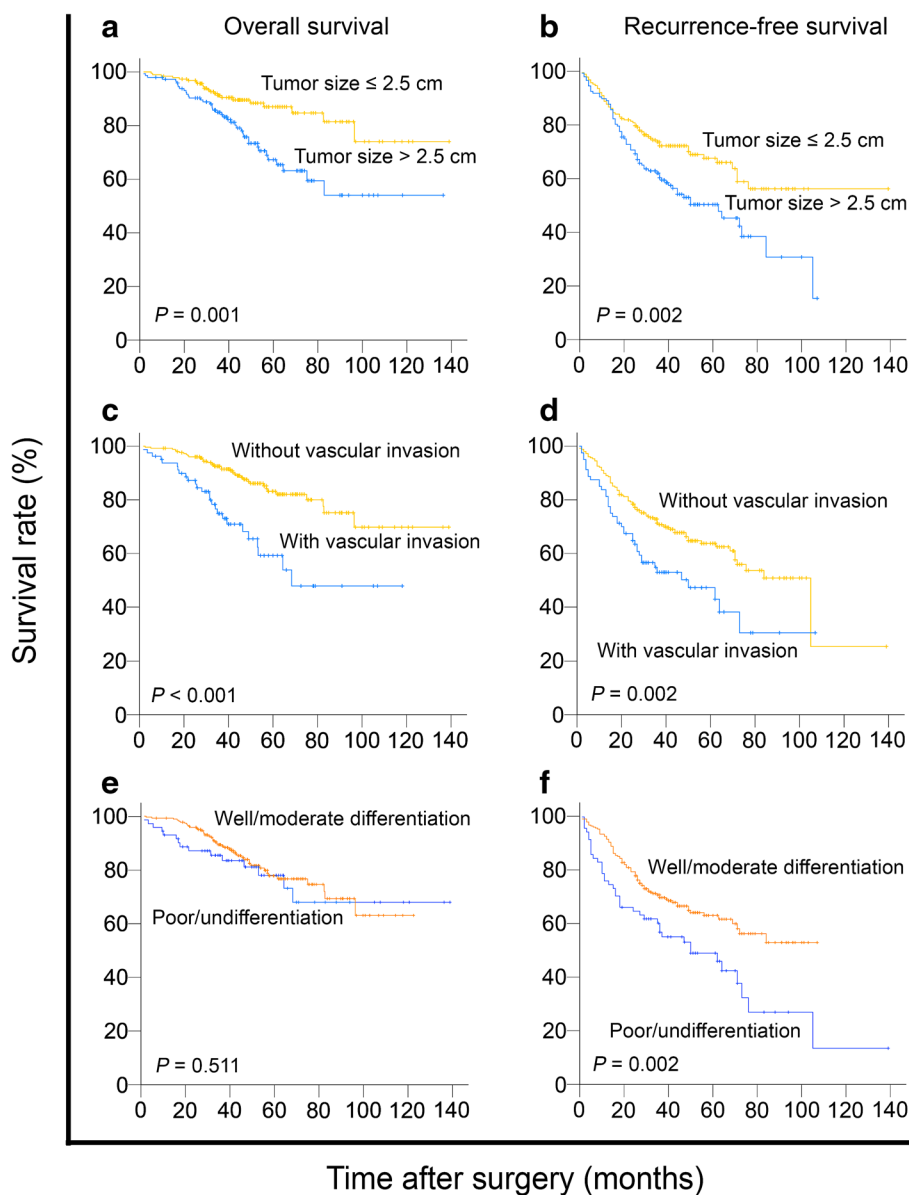 a Overall survival
100
80
60
40
20
0
Tumor size ≤ 2.5 cm
Tumor size > 2.5 cm
P = 0.001
0 20 40 60 80 100 120 140
b Recurrence-free survival
100
80
60
40
20
0
Tumor size ≤ 2.5 cm
Tumor size > 2.5 cm
P = 0.002
0 20 40 60 80 100 120 140
c
100
80
60
40
20
0
Without vascular invasion
With vascular invasion
P < 0.001
0 20 40 60 80 100 120 140
d
100
80
60
40
20
0
Without vascular invasion
With vascular invasion
P = 0.002
0 20 40 60 80 100 120 140
e
100
80
60
40
20
0
Well/moderate differentiation
Poor/undifferentiation
P = 0.511
0 20 40 60 80 100 120 140
f
100
80
60
40
20
0
Well/moderate differentiation
Poor/undifferentiation
P = 0.002
0 20 40 60 80 100 120 140
Survival rate (%)
Time after surgery (months)